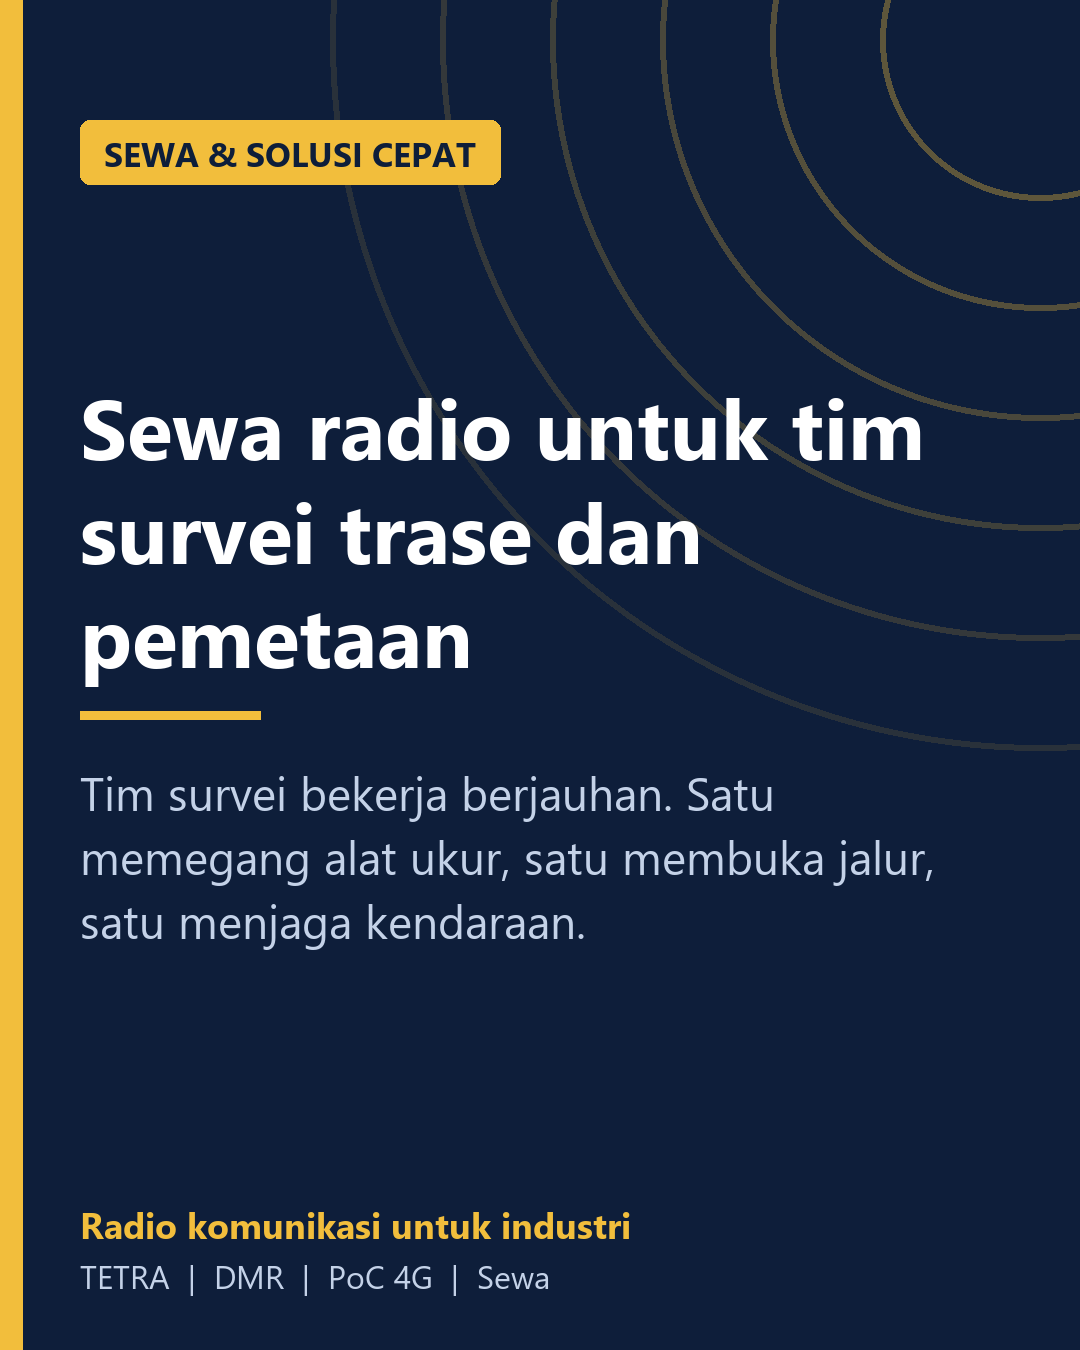 SEWA & SOLUSI CEPAT
Sewa radio untuk tim
survei trase dan
pemetaan
Tim survei bekerja berjauhan. Satu
memegang alat ukur, satu membuka jalur,
satu menjaga kendaraan.
Radio komunikasi untuk industri
TETRA | DMR | PoC 4G | Sewa